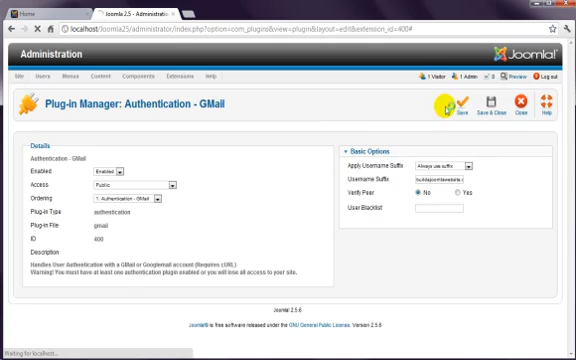 Home
Joomla 2.5 - Administratio
localhost/Joomla25/administrator/index.php?option=com_plugins&view=plugin&layout=edit&extension_id=400#
Administration
Joomla!
Site Users Menus Content Components Extensions Help
1 Visitor 1 Admin 0 Preview Log out
Plug-in Manager: Authentication - GMail
Save Save & Close Close Help
Details
Authentication - GMail
Enabled Enabled
Access Public
Ordering 1. Authentication - GMail
Plug-in Type authentication
Plug-in File gmail
ID 400
Description
Handles User Authentication with a GMail or Googlemail account (Requires cURL)
Warning! You must have at least one authentication plugin enabled or you will lose all access to your site.
Basic Options
Apply Username Suffix Always use suffix
Username Suffix buildajoomlawebsite.c
Verify Peer No Yes
User Blacklist
Joomla! 2.5.6
Joomla!® is free software released under the GNU General Public License. Version 2.5.6
Waiting for localhost...